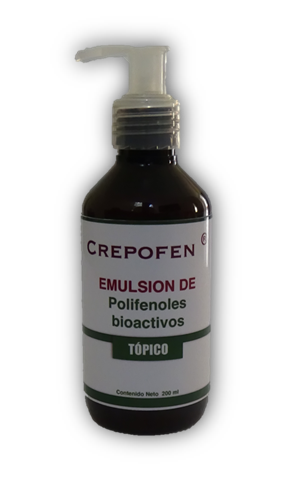 CREPOFEN ®
EMULSION DE
Polifenoles
bioactivos
TÓPICO
Contenido Neto 200 ml